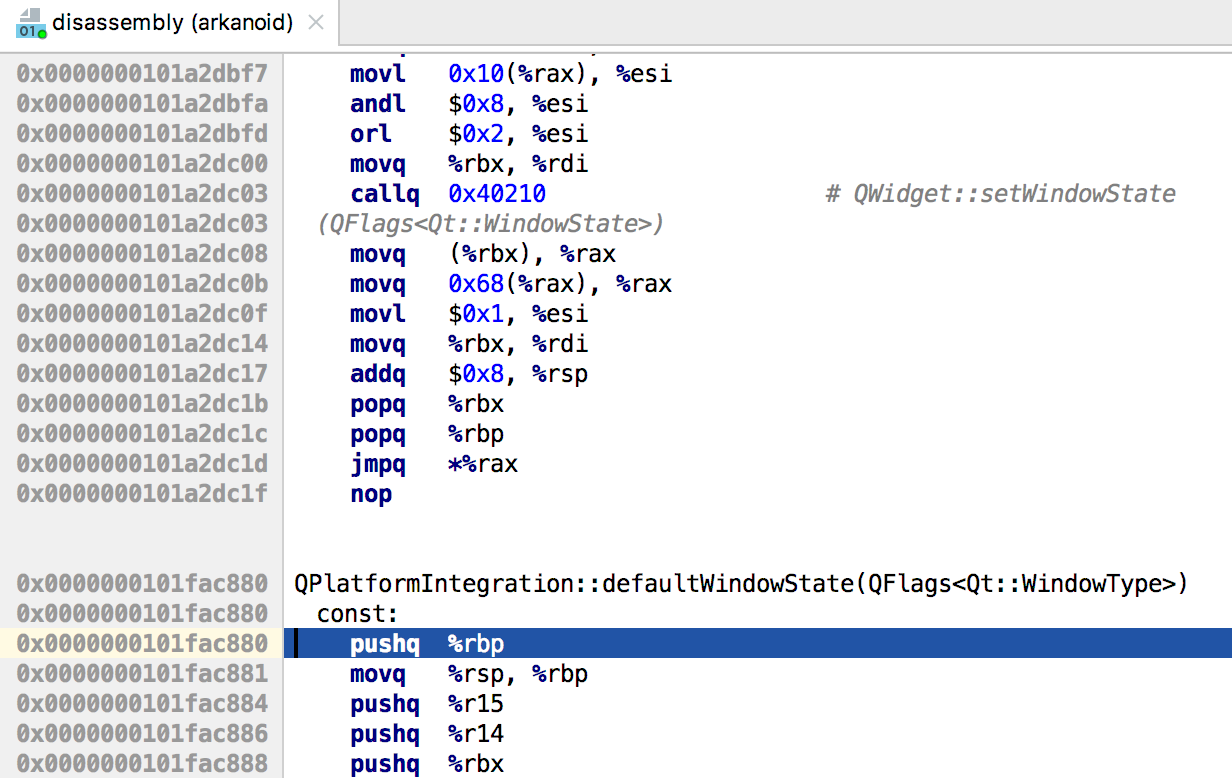 disassembly (arkanoid)
0x0000000101a2dbf7 movl 0x10(%rax), %esi
0x0000000101a2dbfa andl $0x8, %esi
0x0000000101a2dbfd orl $0x2, %esi
0x0000000101a2dc00 movq %rbx, %rdi
0x0000000101a2dc03 callq 0x40210 # QWidget::setWindowState
0x0000000101a2dc03 (QFlags<Qt::WindowState>)
0x0000000101a2dc08 movq (%rbx), %rax
0x0000000101a2dc0b movq 0x68(%rax), %rax
0x0000000101a2dc0f movl $0x1, %esi
0x0000000101a2dc14 movq %rbx, %rdi
0x0000000101a2dc17 addq $0x8, %rsp
0x0000000101a2dc1b popq %rbx
0x0000000101a2dc1c popq %rbp
0x0000000101a2dc1d jmpq *%rax
0x0000000101a2dc1f nop
0x0000000101fac880 QPlatformIntegration::defaultWindowState(QFlags<Qt::WindowType>)
0x0000000101fac880 const:
0x0000000101fac880 pushq %rbp
0x0000000101fac881 movq %rsp, %rbp
0x0000000101fac884 pushq %r15
0x0000000101fac886 pushq %r14
0x0000000101fac888 pushq %rbx